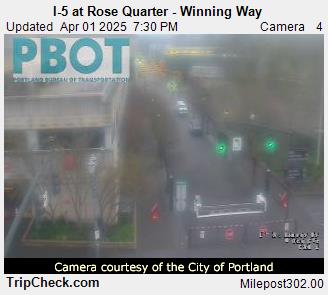 I-5 at Rose Quarter - Winning Way
Updated Apr 01 2025 7:30 PM Camera 4
PBOT
PORTLAND BUREAU OF TRANSPORTATION
Camera courtesy of the City of Portland
TripCheck.com Milepost302.00